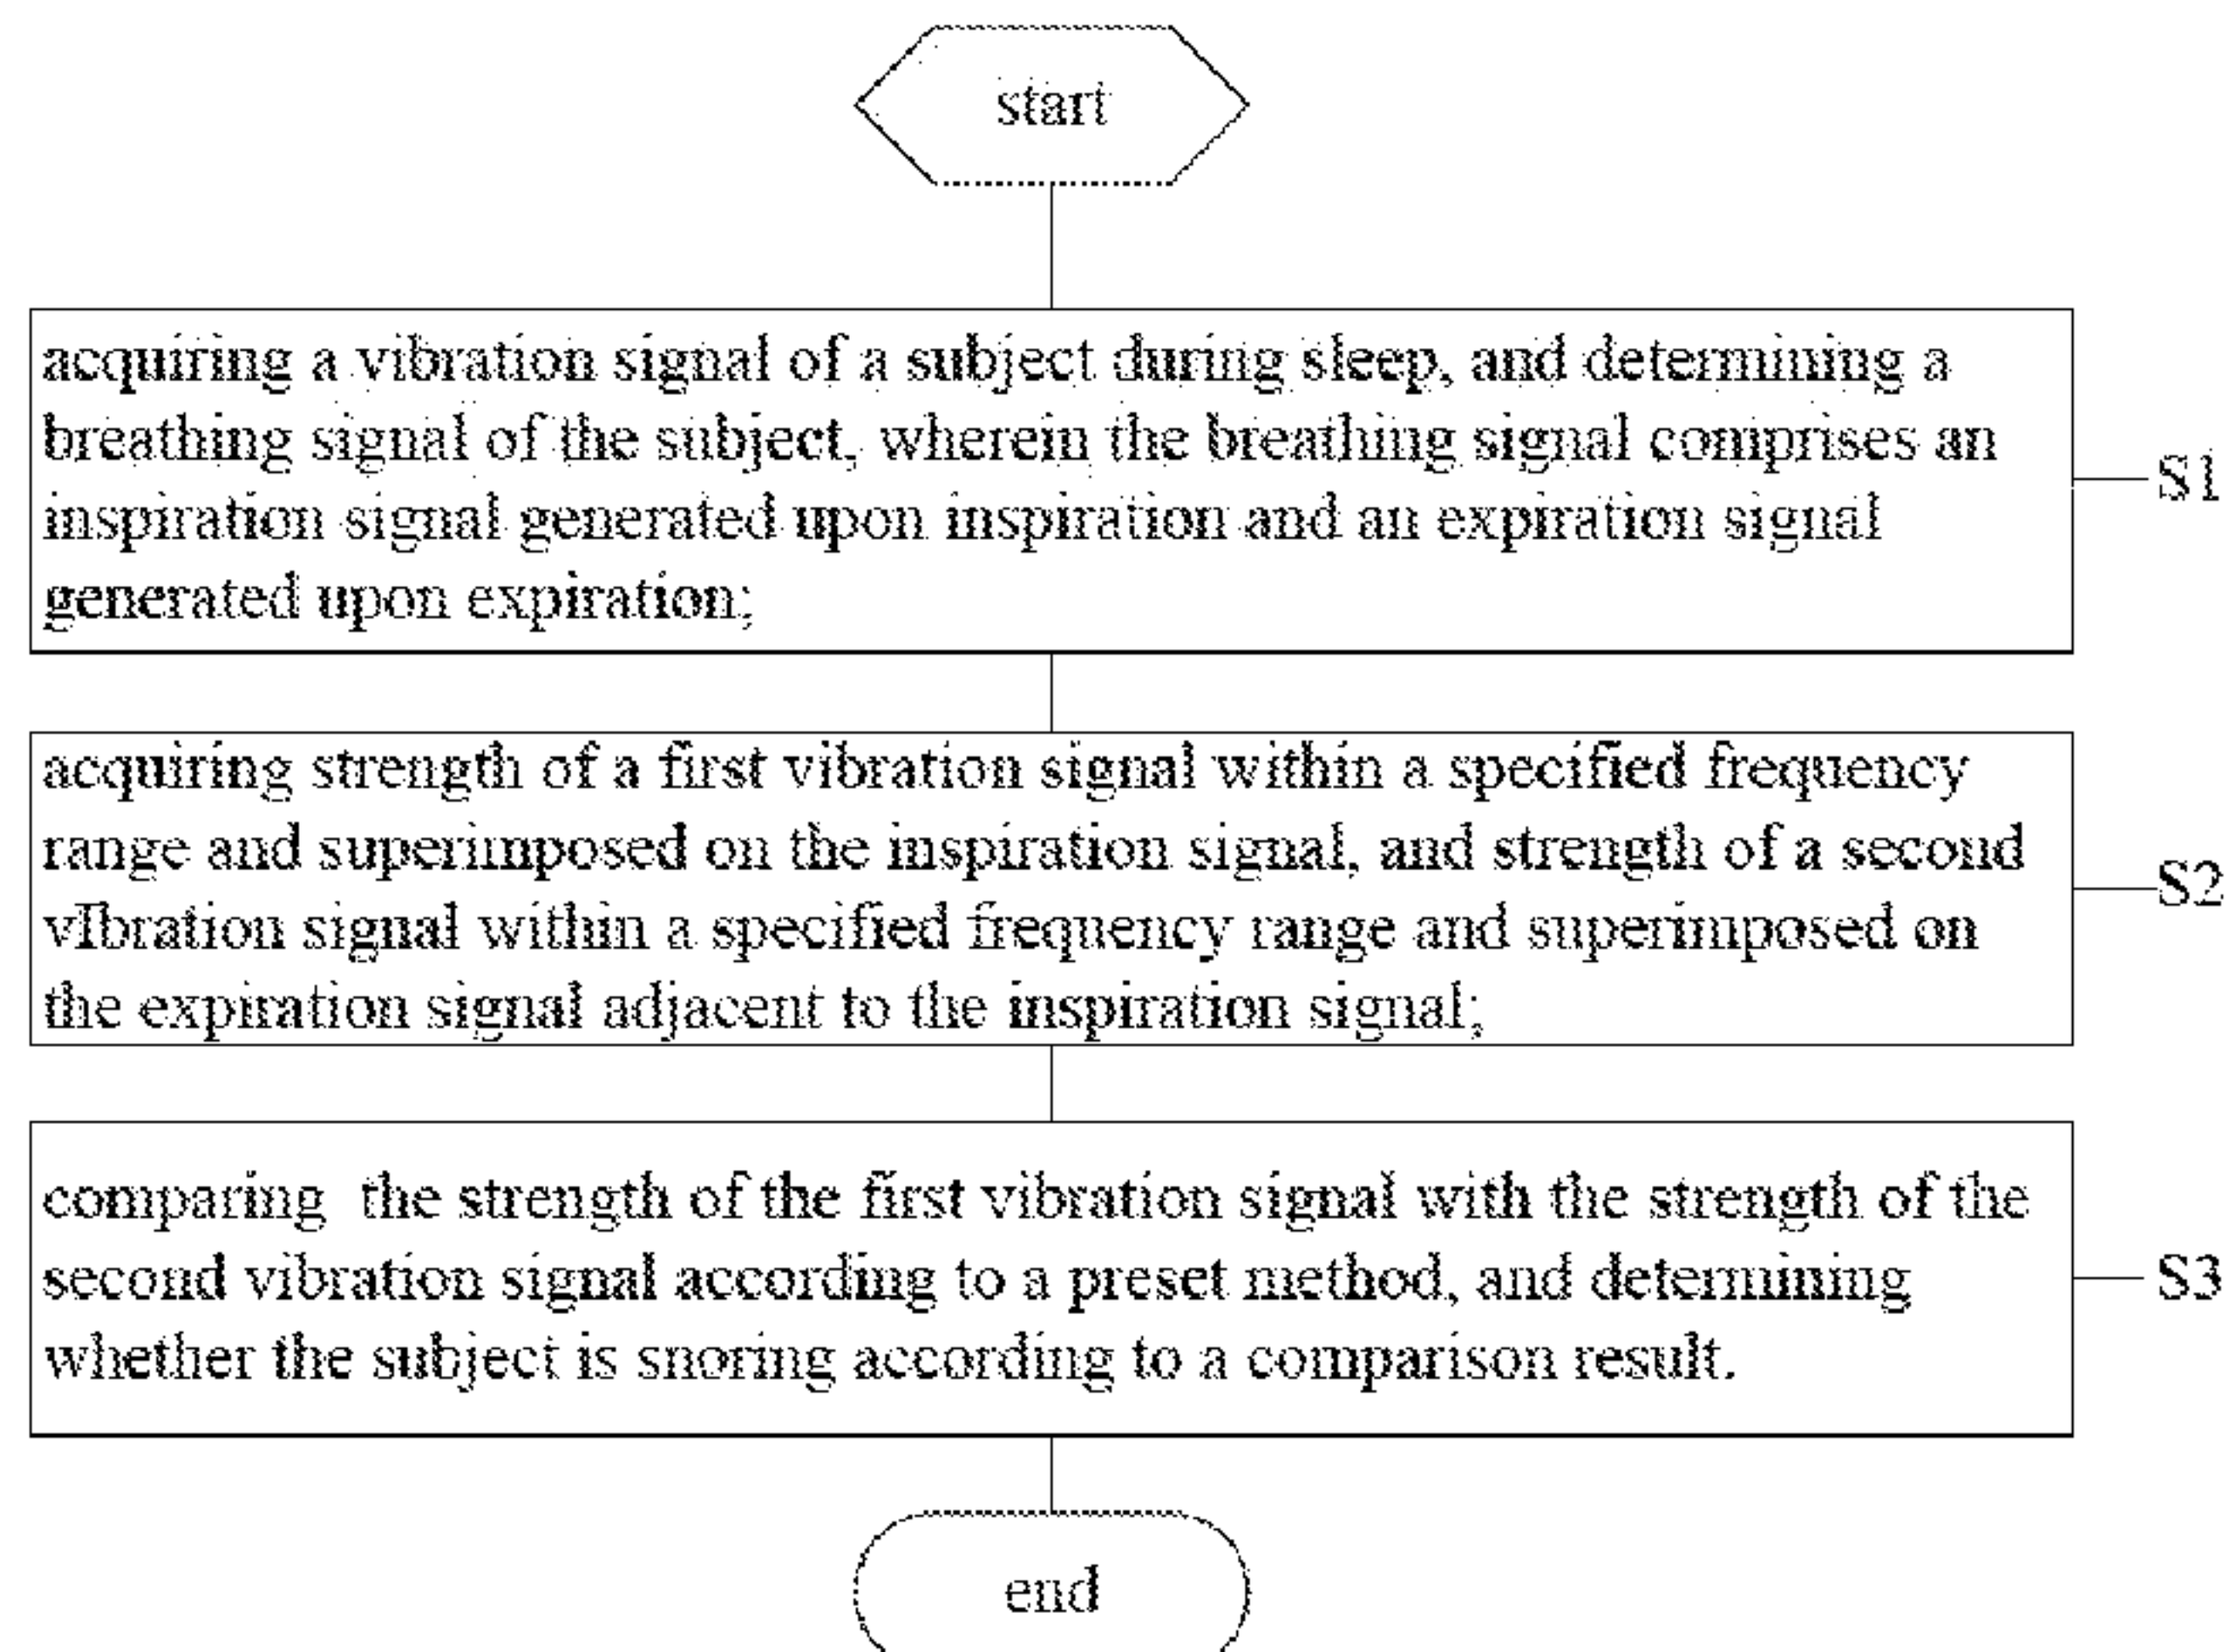 start
acquiring a vibration signal of a subject during sleep, and determining a
breathing signal of the subject, wherein the breathing signal comprises an
inspiration signal generated upon inspiration and an expiration signal
generated upon expiration;
S1
acquiring strength of a first vibration signal within a specified frequency
range and superimposed on the inspiration signal, and strength of a second
vIbration signal within a specified frequency range and superimposed on
the expiration signal adjacent to the inspiration signal;
S2
comparing the strength of the first vibration signal with the strength of the
second vibration signal according to a preset method, and determining
whether the subject is snoring according to a comparison result.
S3
end